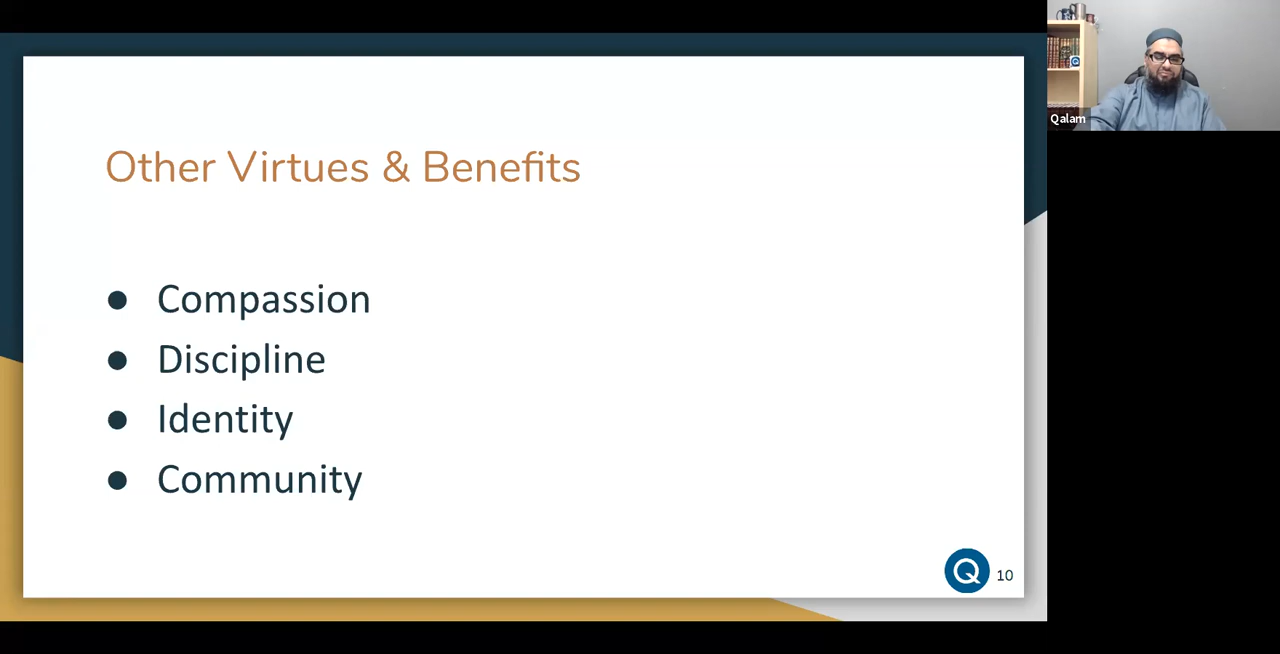 Other Virtues & Benefits
● Compassion
● Discipline
● Identity
● Community
Q 10
Qalam
Q